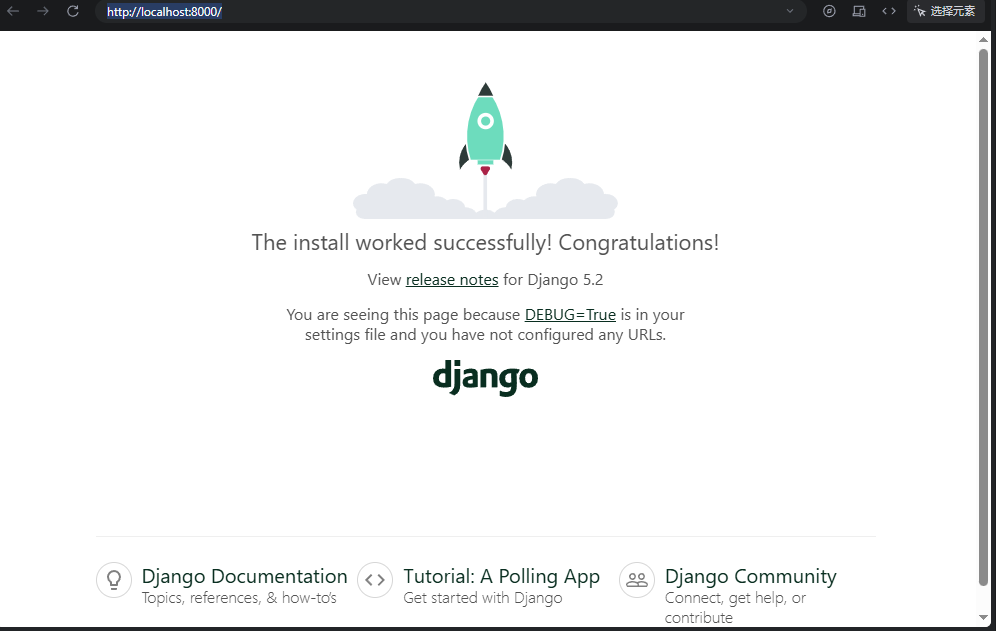 http://localhost:8000/
选择元素
The install worked successfully! Congratulations!
View release notes for Django 5.2
You are seeing this page because DEBUG=True is in your
settings file and you have not configured any URLs.
django
Django Documentation
Topics, references, & how-to's
Tutorial: A Polling App
Get started with Django
Django Community
Connect, get help, or
contribute